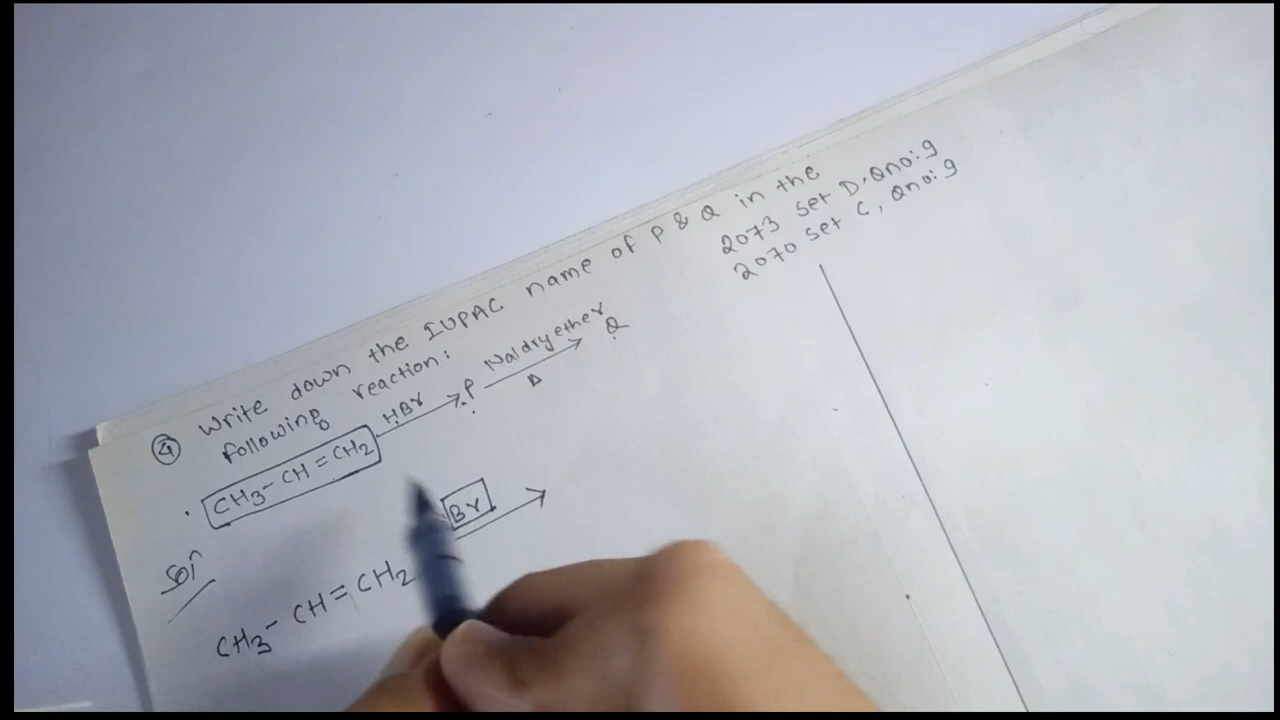 ④ Write down the IUPAC name of P & Q in the
following reaction:
2073 set D, Qno:9
2070 set C, Qno:9
CH3-CH=CH2 HBr P Na/dry ether Δ Q
Solⁿ
CH3-CH=CH2 Br